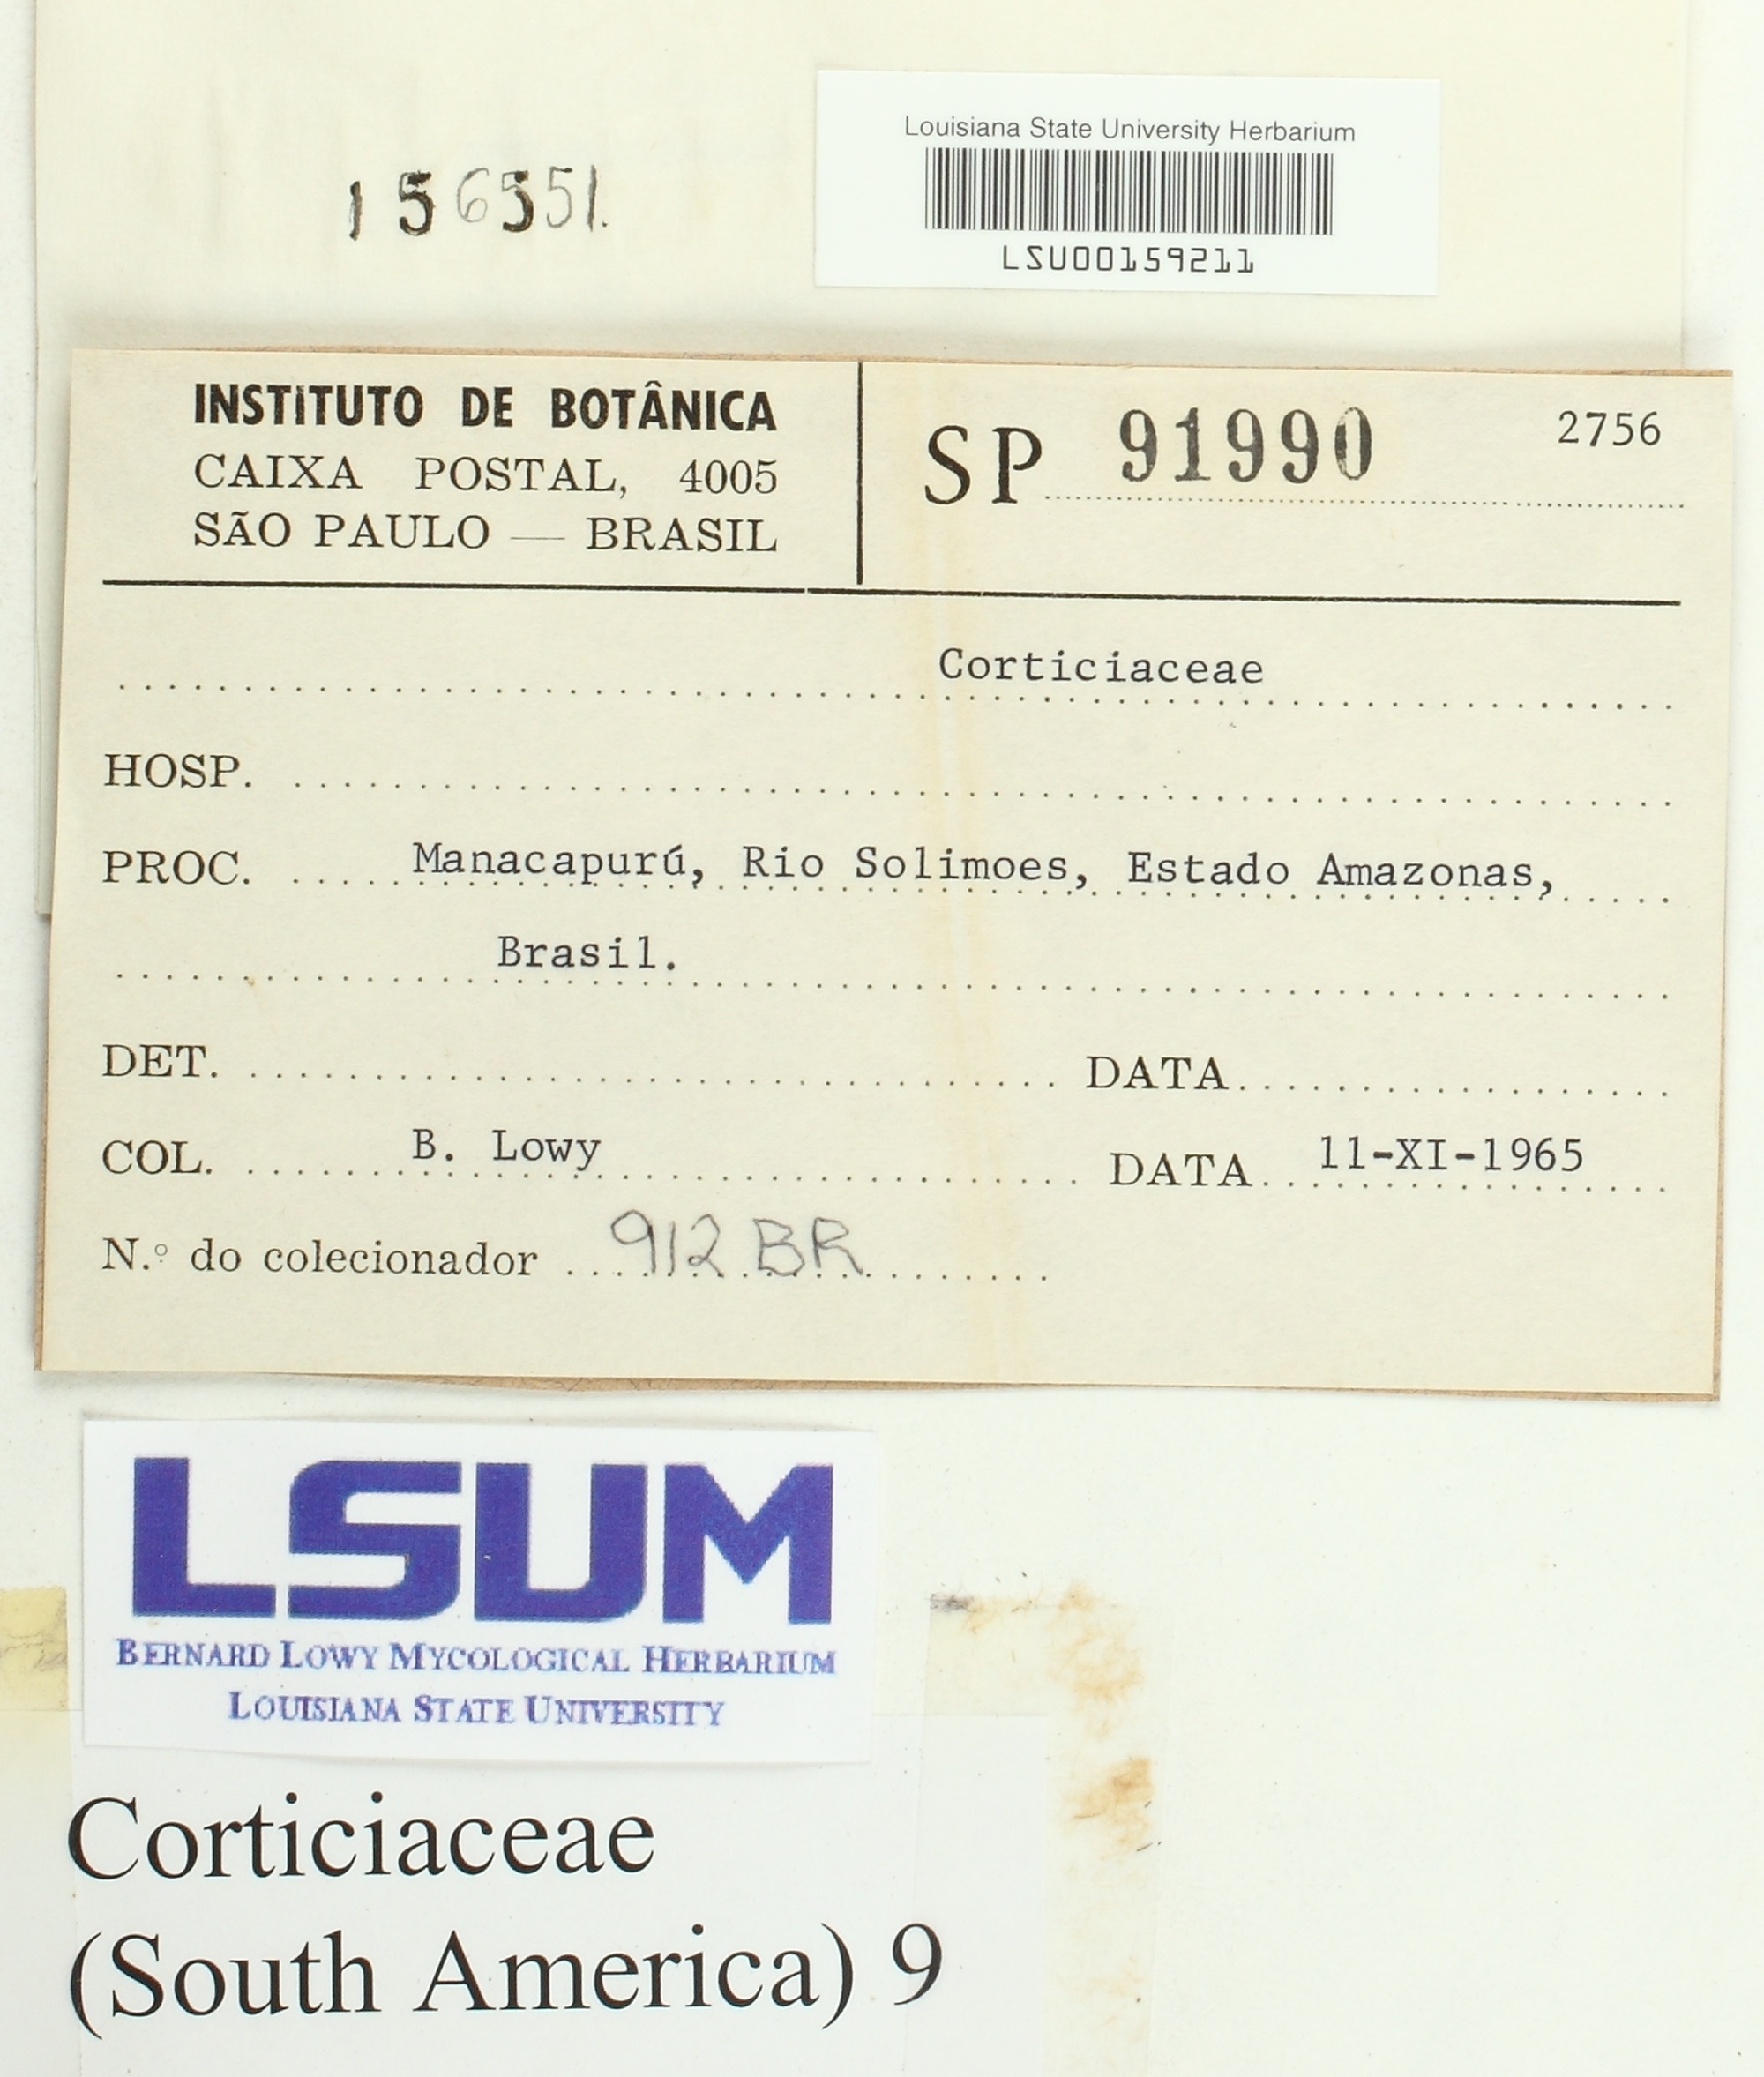 156551.
Louisiana State University Herbarium
LSU00159211
INSTITUTO DE BOTÂNICA
CAIXA POSTAL, 4005
SÃO PAULO — BRASIL
SP 91990 2756
Corticiaceae
HOSP.
PROC. Manacapurú, Rio Solimoes, Estado Amazonas,
Brasil.
DET. DATA
COL. B. Lowy DATA 11-XI-1965
N.º do colecionador 912 BR
LSUM
BERNARD LOWY MYCOLOGICAL HERBARIUM
LOUISIANA STATE UNIVERSITY
Corticiaceae
(South America) 9